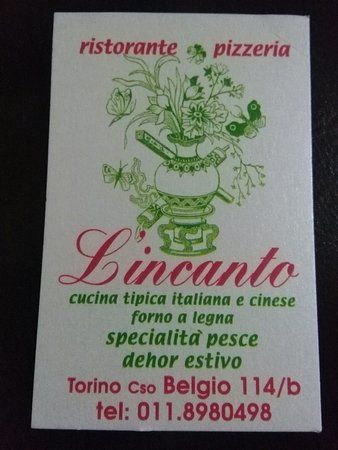 ristorante pizzeria
L'incanto
cucina tipica italiana e cinese
forno a legna
specialità pesce
dehor estivo
Torino Cso Belgio 114/b
tel: 011.8980498